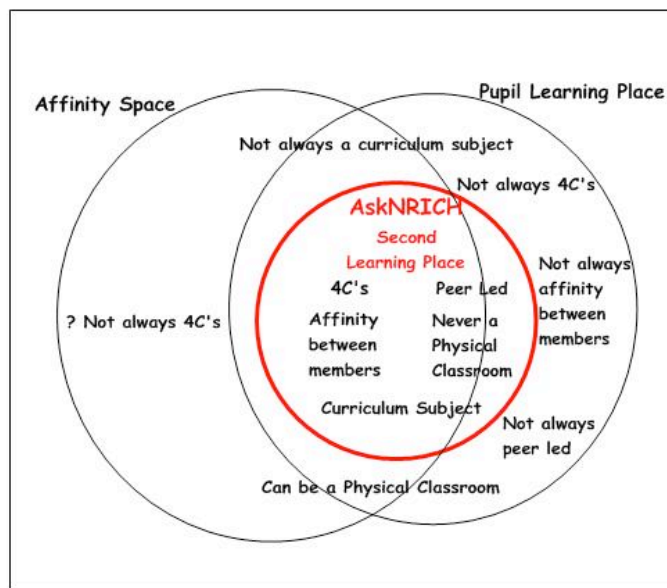 Pupil Learning Place
Affinity Space
Not always a curriculum subject
Not always 4C's
AskNRICH
Second
Learning Place
4C's
Peer Led
Affinity
between
members
Never a
Physical
Classroom
Curriculum Subject
? Not always 4C's
Not always
affinity
between
members
Not always
peer led
Can be a Physical Classroom